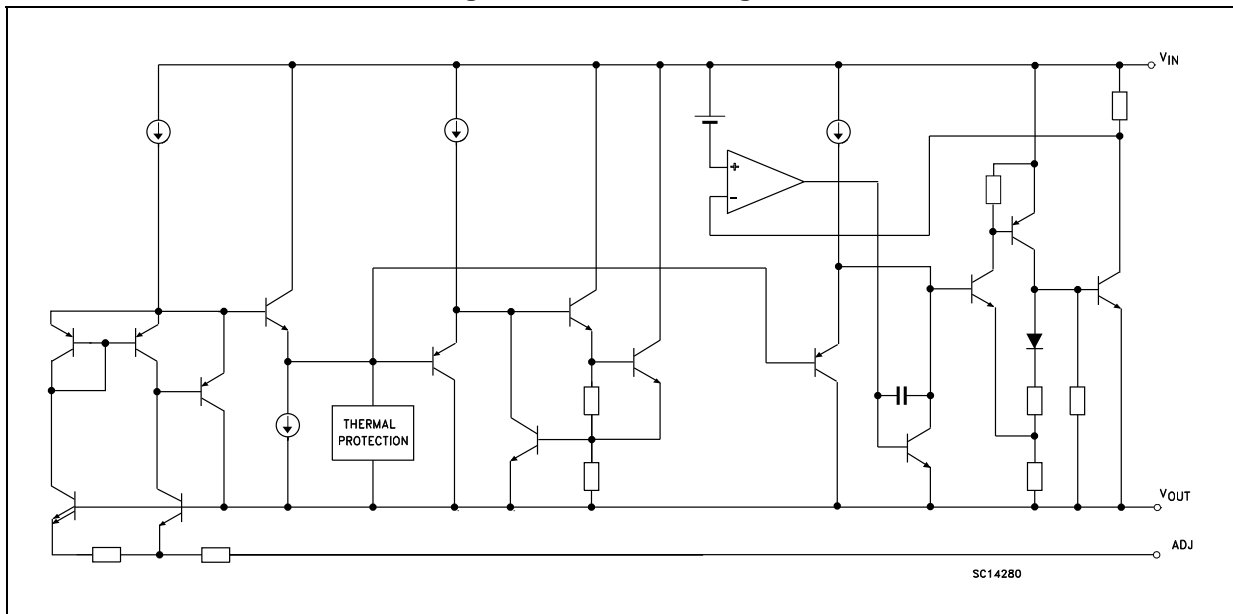 VIN
+
-
THERMAL
PROTECTION
VOUT
ADJ
SC14280